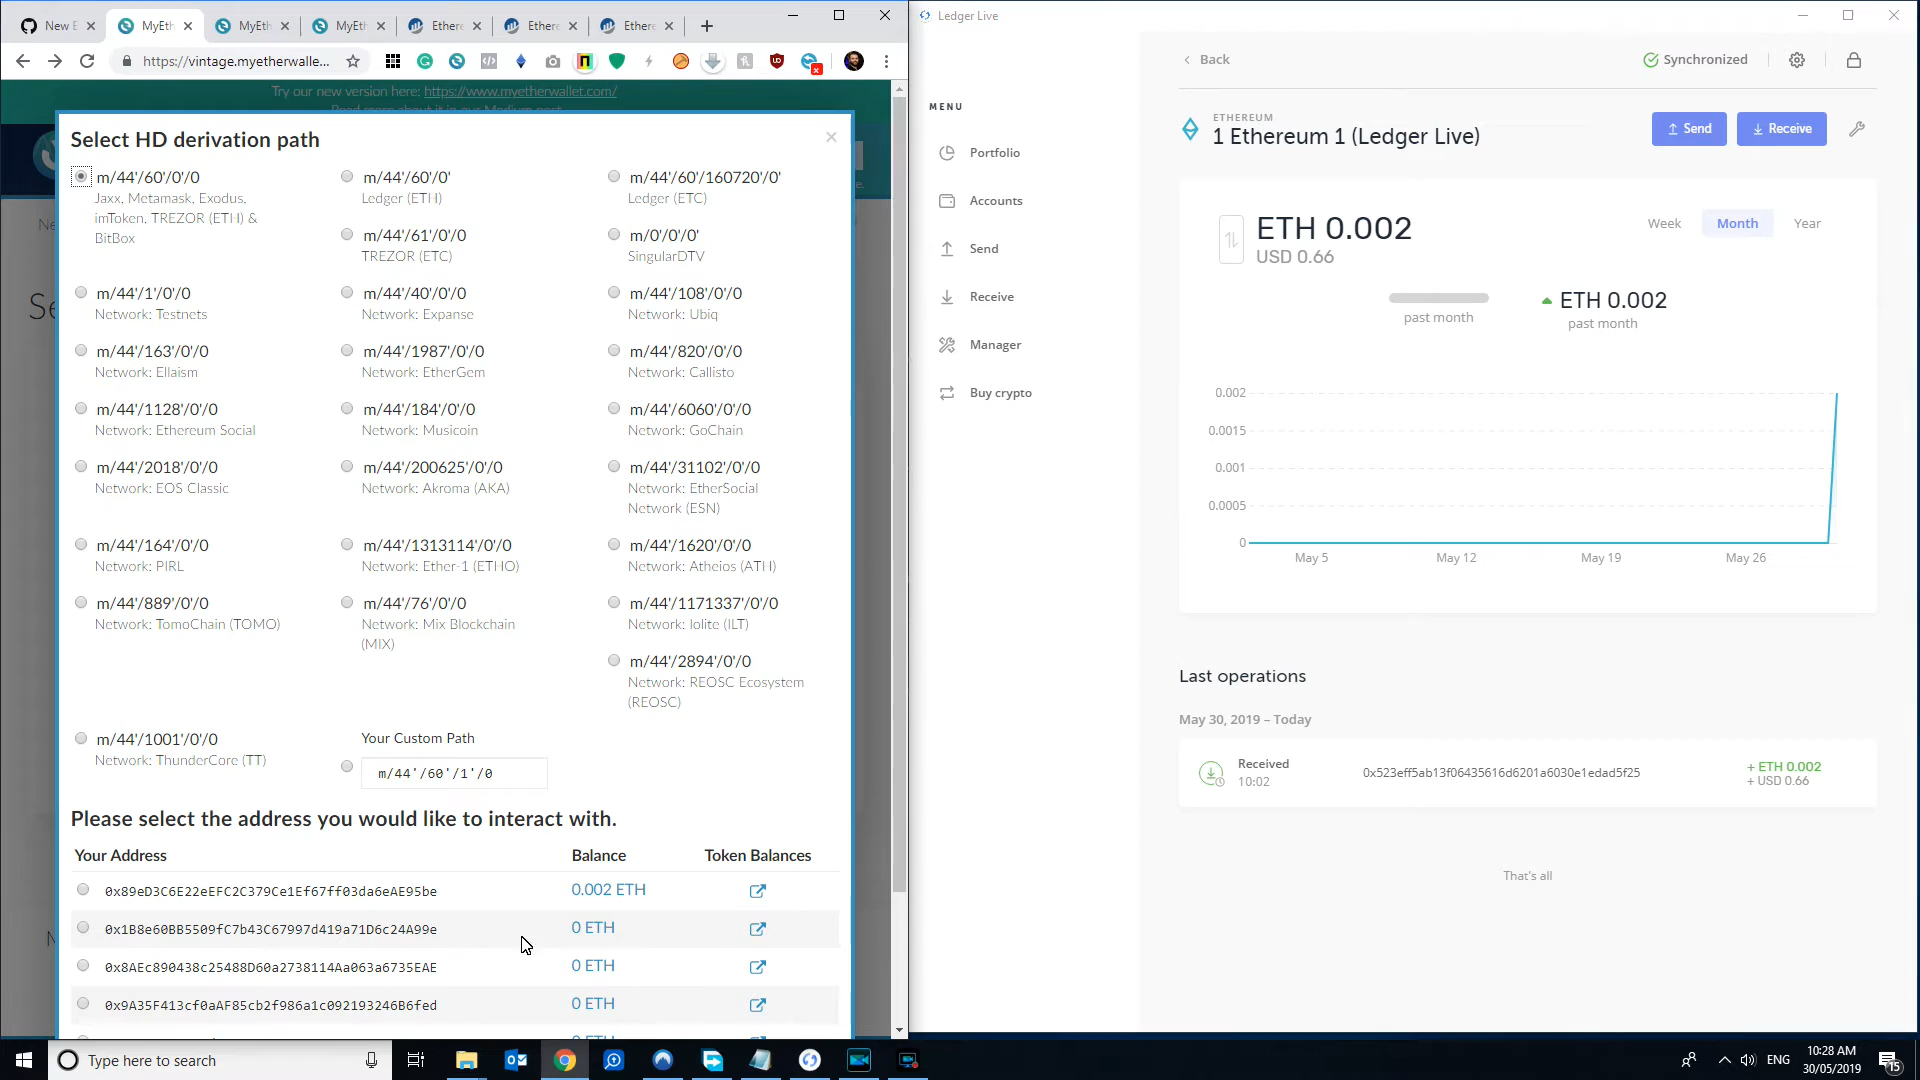 New E
MyEth
MyEth
MyEth
Ethere
Ethere
Ethere
https://vintage.myetherwalle...
Try our new version here: https://www.myetherwallet.com/
Read more about it in our Medium post
Select HD derivation path
m/44'/60'/0'/0
Jaxx, Metamask, Exodus,
imToken, TREZOR (ETH) &
BitBox
m/44'/60'/0'
Ledger (ETH)
m/44'/60'/160720'/0'
Ledger (ETC)
m/44'/61'/0'/0
TREZOR (ETC)
m/0'/0'/0'
SingularDTV
m/44'/1'/0'/0
Network: Testnets
m/44'/40'/0'/0
Network: Expanse
m/44'/108'/0'/0
Network: Ubiq
m/44'/163'/0'/0
Network: Ellaism
m/44'/1987'/0'/0
Network: EtherGem
m/44'/820'/0'/0
Network: Callisto
m/44'/1128'/0'/0
Network: Ethereum Social
m/44'/184'/0'/0
Network: Musicoin
m/44'/6060'/0'/0
Network: GoChain
m/44'/2018'/0'/0
Network: EOS Classic
m/44'/200625'/0'/0
Network: Akroma (AKA)
m/44'/31102'/0'/0
Network: EtherSocial
Network (ESN)
m/44'/164'/0'/0
Network: PIRL
m/44'/1313114'/0'/0
Network: Ether-1 (ETHO)
m/44'/1620'/0'/0
Network: Atheios (ATH)
m/44'/889'/0'/0
Network: TomoChain (TOMO)
m/44'/76'/0'/0
Network: Mix Blockchain
(MIX)
m/44'/1171337'/0'/0
Network: Iolite (ILT)
m/44'/2894'/0'/0
Network: REOSC Ecosystem
(REOSC)
m/44'/1001'/0'/0
Network: ThunderCore (TT)
Your Custom Path
m/44'/60'/1'/0
Please select the address you would like to interact with.
Your Address Balance Token Balances
0x89eD3C6E22eEFC2C379Ce1Ef67ff03da6eAE95be 0.002 ETH
0x1B8e60BB5509fC7b43C67997d419a71D6c24A99e 0 ETH
0x8AEc890438c25488D60a2738114Aa063a6735EAE 0 ETH
0x9A35F413cf0aAF85cb2f986a1c092193246B6fed 0 ETH
Ledger Live
Back
Synchronized
MENU
Portfolio
Accounts
Send
Receive
Manager
Buy crypto
ETHEREUM
1 Ethereum 1 (Ledger Live)
Send
Receive
ETH 0.002
USD 0.66
Week Month Year
past month
ETH 0.002
past month
0.002
0.0015
0.001
0.0005
0
May 5 May 12 May 19 May 26
Last operations
May 30, 2019 – Today
Received
10:02
0x523eff5ab13f06435616d6201a6030e1edad5f25
+ ETH 0.002
+ USD 0.66
That's all
Type here to search
ENG
10:28 AM
30/05/2019
15